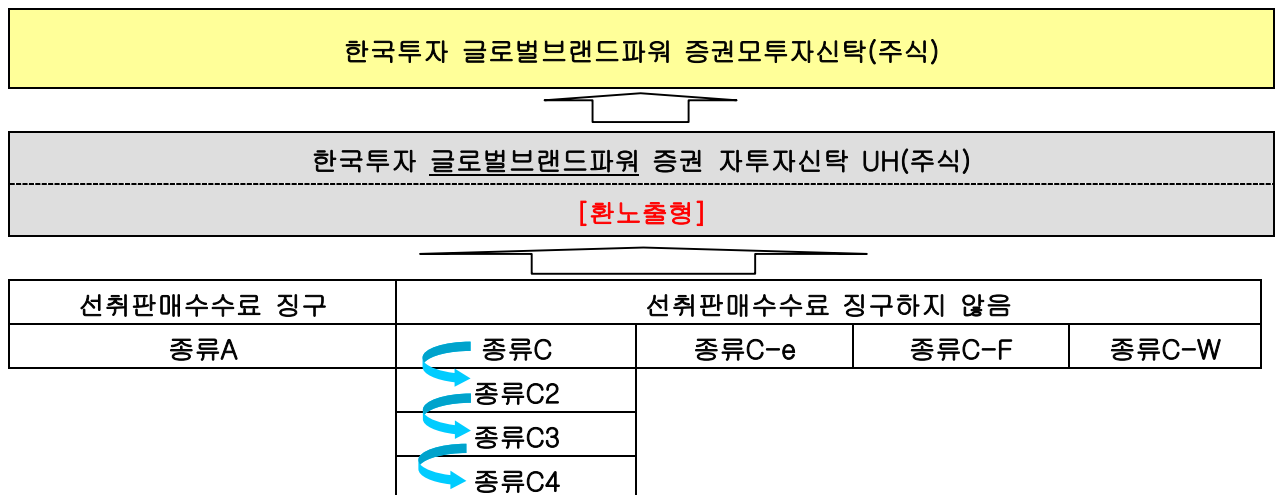 한국투자 글로벌브랜드파워 증권모투자신탁(주식)
한국투자 글로벌브랜드파워 증권 자투자신탁 UH(주식)
[환노출형]
선취판매수수료 징구 선취판매수수료 징구하지 않음
종류A 종류C 종류C-e 종류C-F 종류C-W
종류C2
종류C3
종류C4